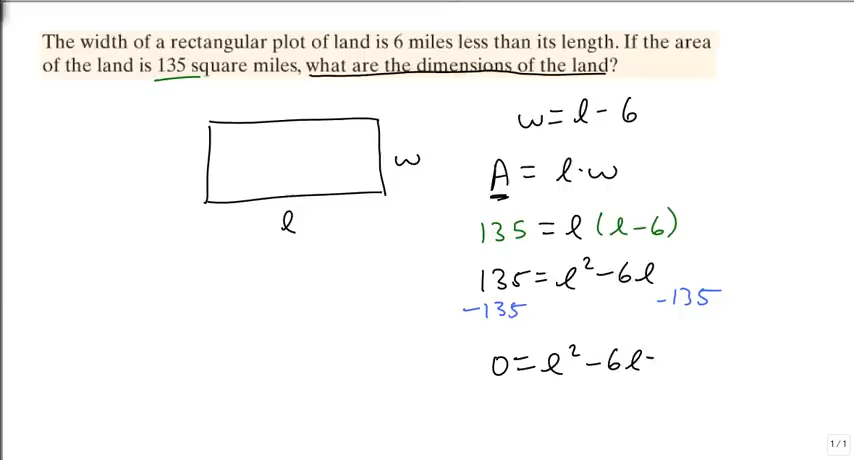 The width of a rectangular plot of land is 6 miles less than its length. If the area
of the land is 135 square miles, what are the dimensions of the land?
w = l - 6
w
A = l · w
l
135 = l (l - 6)
135 = l² - 6l
-135 -135
0 = l² - 6l -
1 / 1